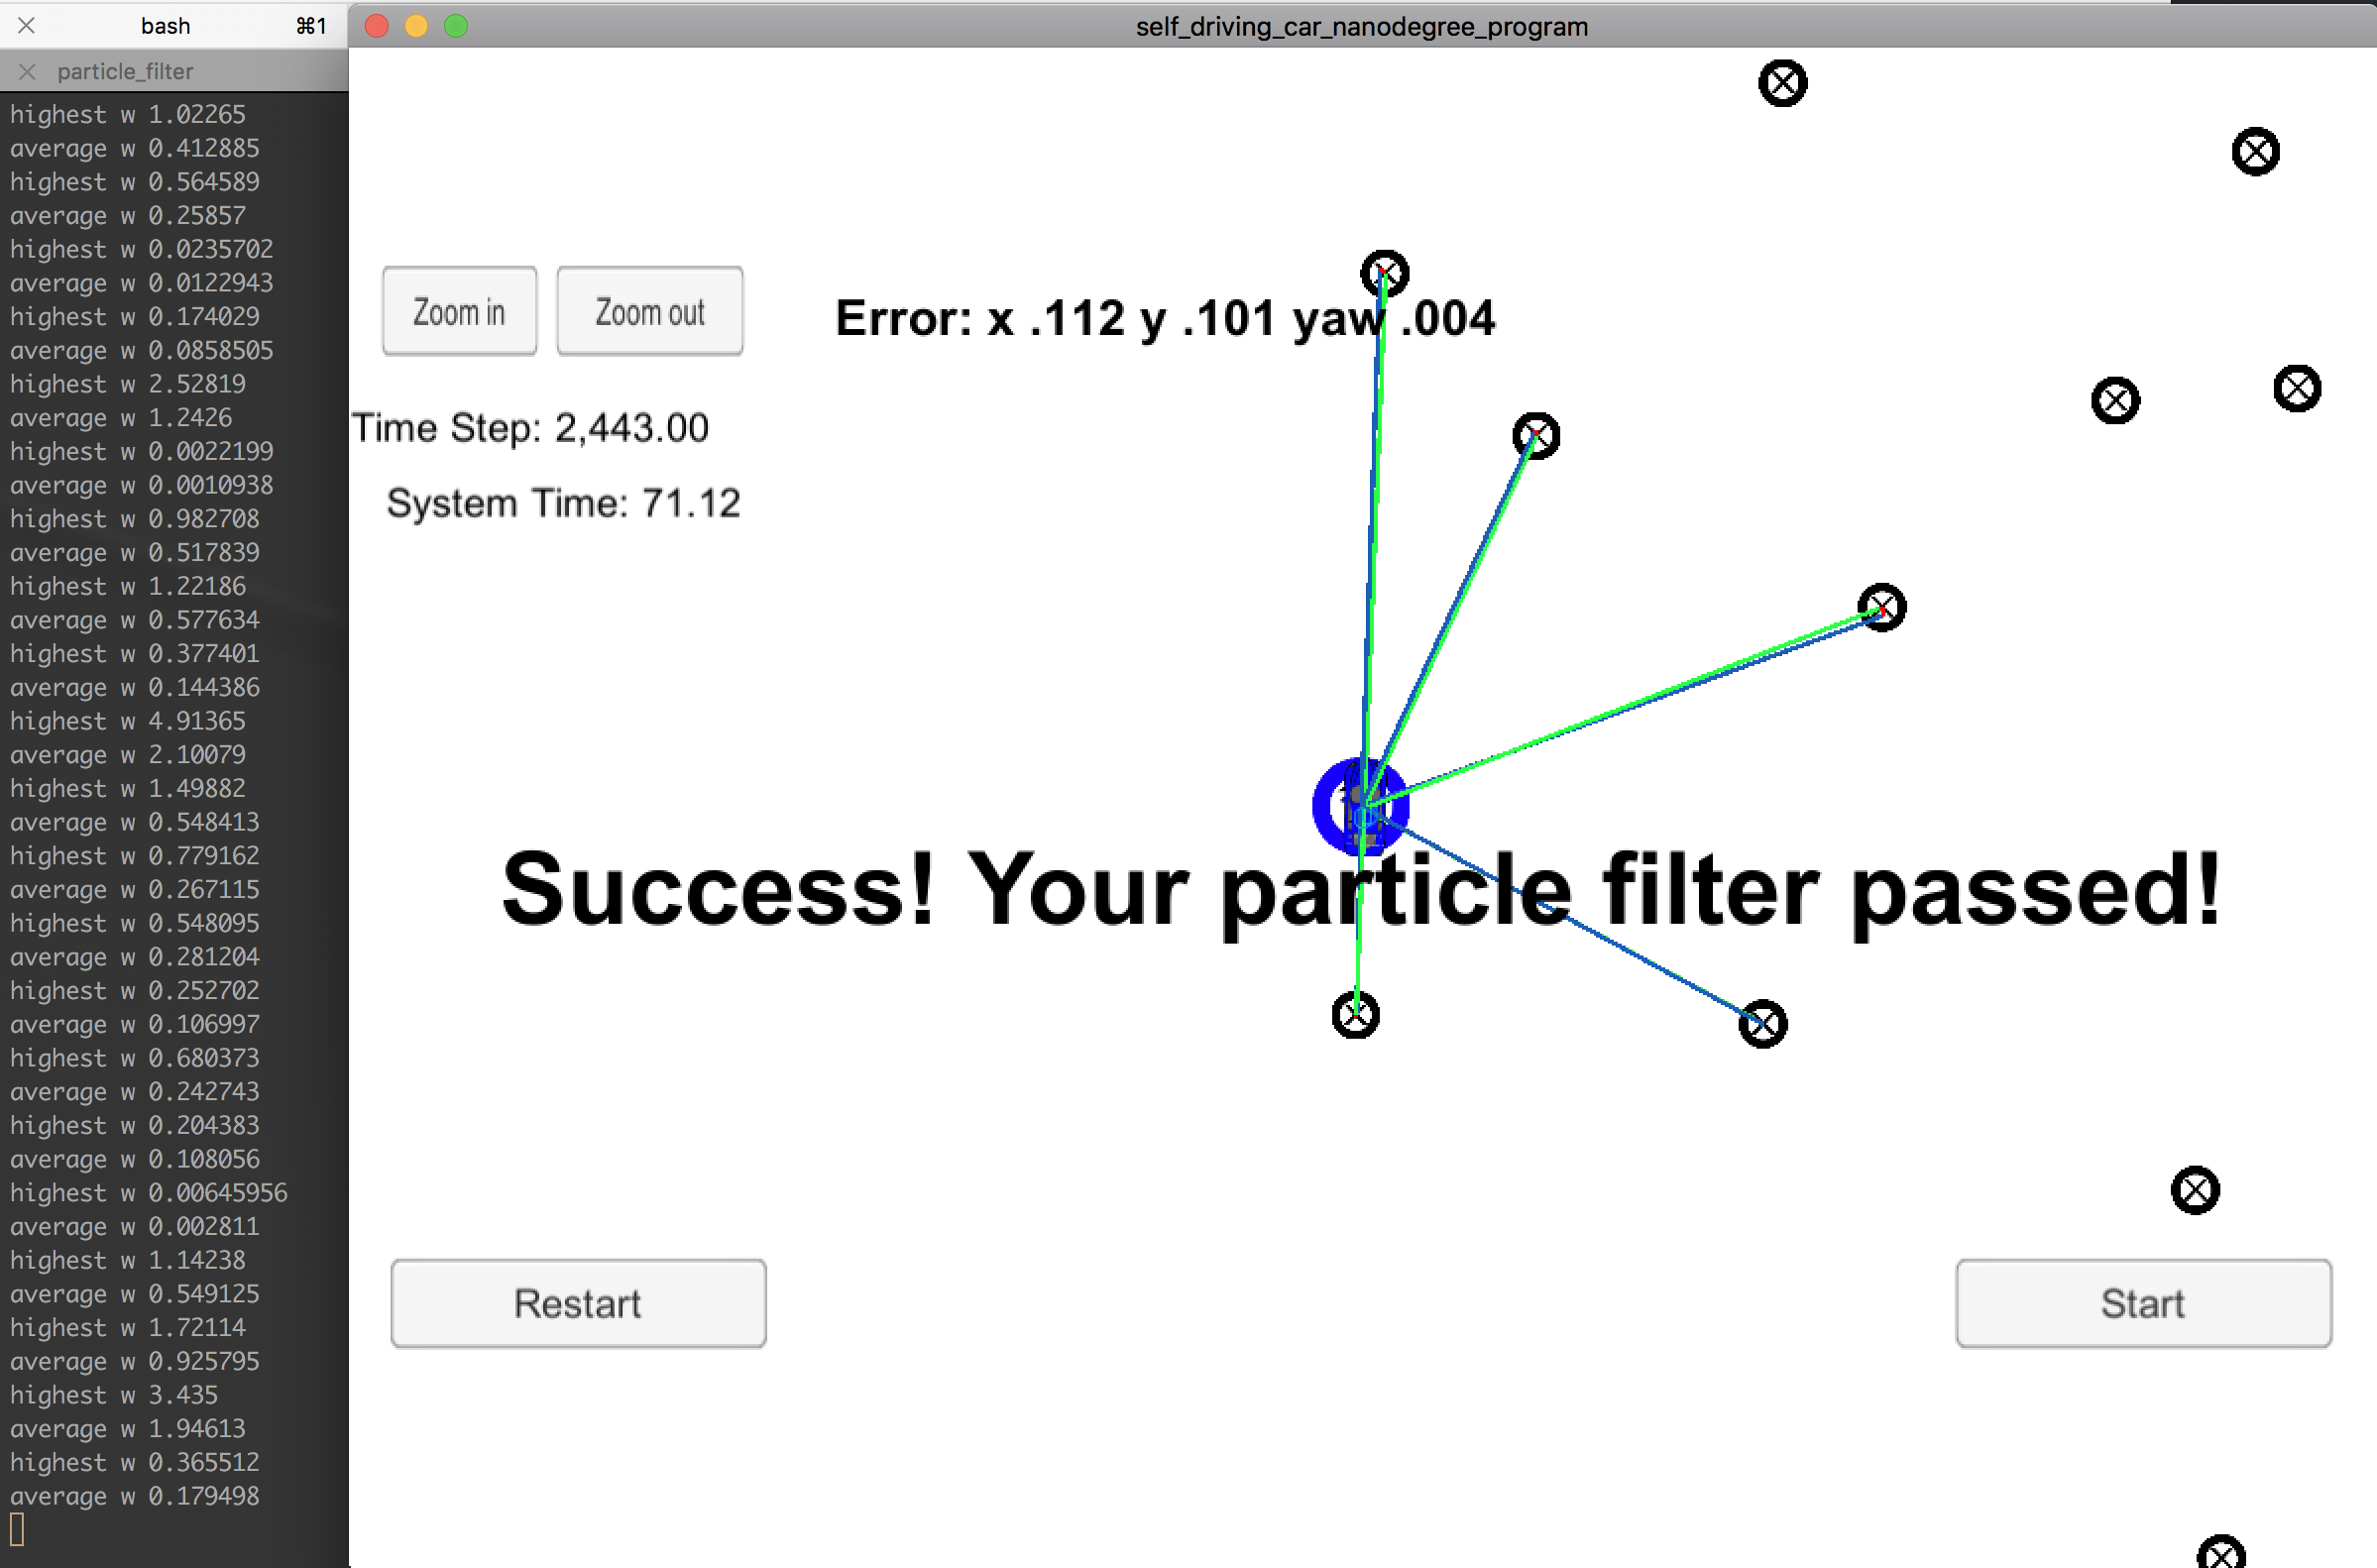 bash ⌘1
particle_filter
highest w 1.02265
average w 0.412885
highest w 0.564589
average w 0.25857
highest w 0.0235702
average w 0.0122943
highest w 0.174029
average w 0.0858505
highest w 2.52819
average w 1.2426
highest w 0.0022199
average w 0.0010938
highest w 0.982708
average w 0.517839
highest w 1.22186
average w 0.577634
highest w 0.377401
average w 0.144386
highest w 4.91365
average w 2.10079
highest w 1.49882
average w 0.548413
highest w 0.779162
average w 0.267115
highest w 0.548095
average w 0.281204
highest w 0.252702
average w 0.106997
highest w 0.680373
average w 0.242743
highest w 0.204383
average w 0.108056
highest w 0.00645956
average w 0.002811
highest w 1.14238
average w 0.549125
highest w 1.72114
average w 0.925795
highest w 3.435
average w 1.94613
highest w 0.365512
average w 0.179498
self_driving_car_nanodegree_program
Zoom in Zoom out
Error: x .112 y .101 yaw .004
Time Step: 2,443.00
System Time: 71.12
Success! Your particle filter passed!
Restart Start